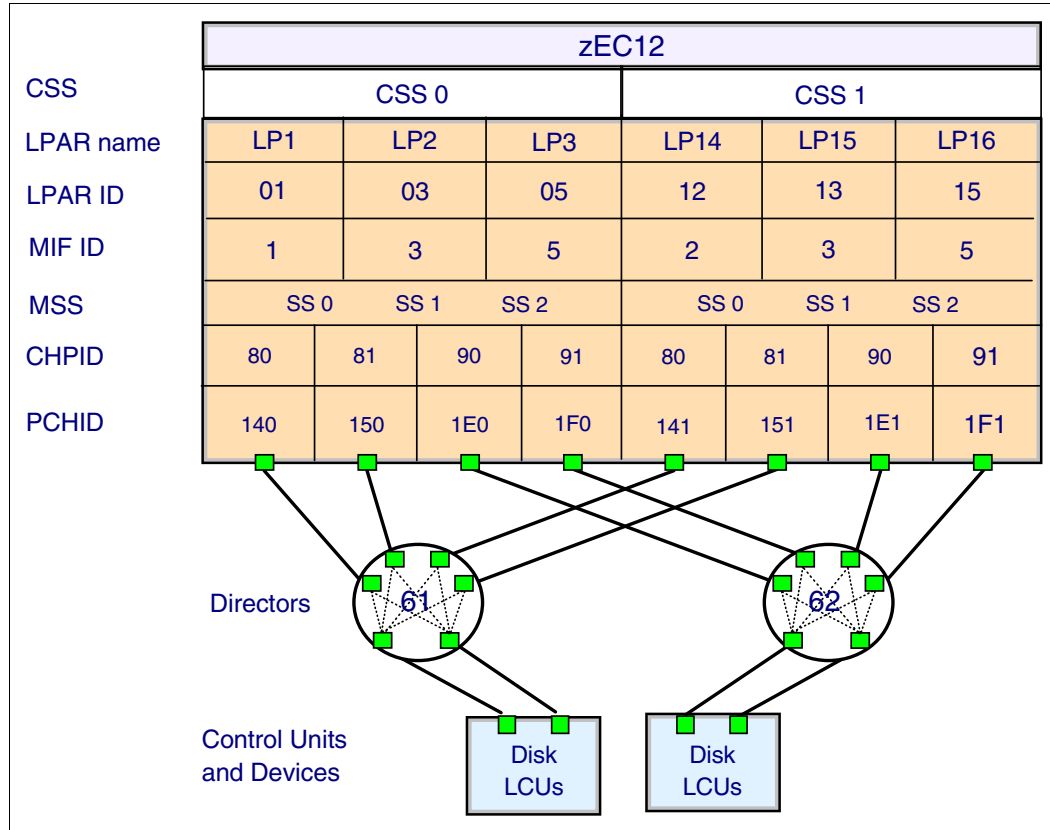 zEC12
CSS CSS 0 CSS 1
LPAR name LP1 LP2 LP3 LP14 LP15 LP16
LPAR ID 01 03 05 12 13 15
MIF ID 1 3 5 2 3 5
MSS SS 0 SS 1 SS 2 SS 0 SS 1 SS 2
CHPID 80 81 90 91 80 81 90 91
PCHID 140 150 1E0 1F0 141 151 1E1 1F1
Directors 61 62
Control Units
and Devices
Disk
LCUs
Disk
LCUs